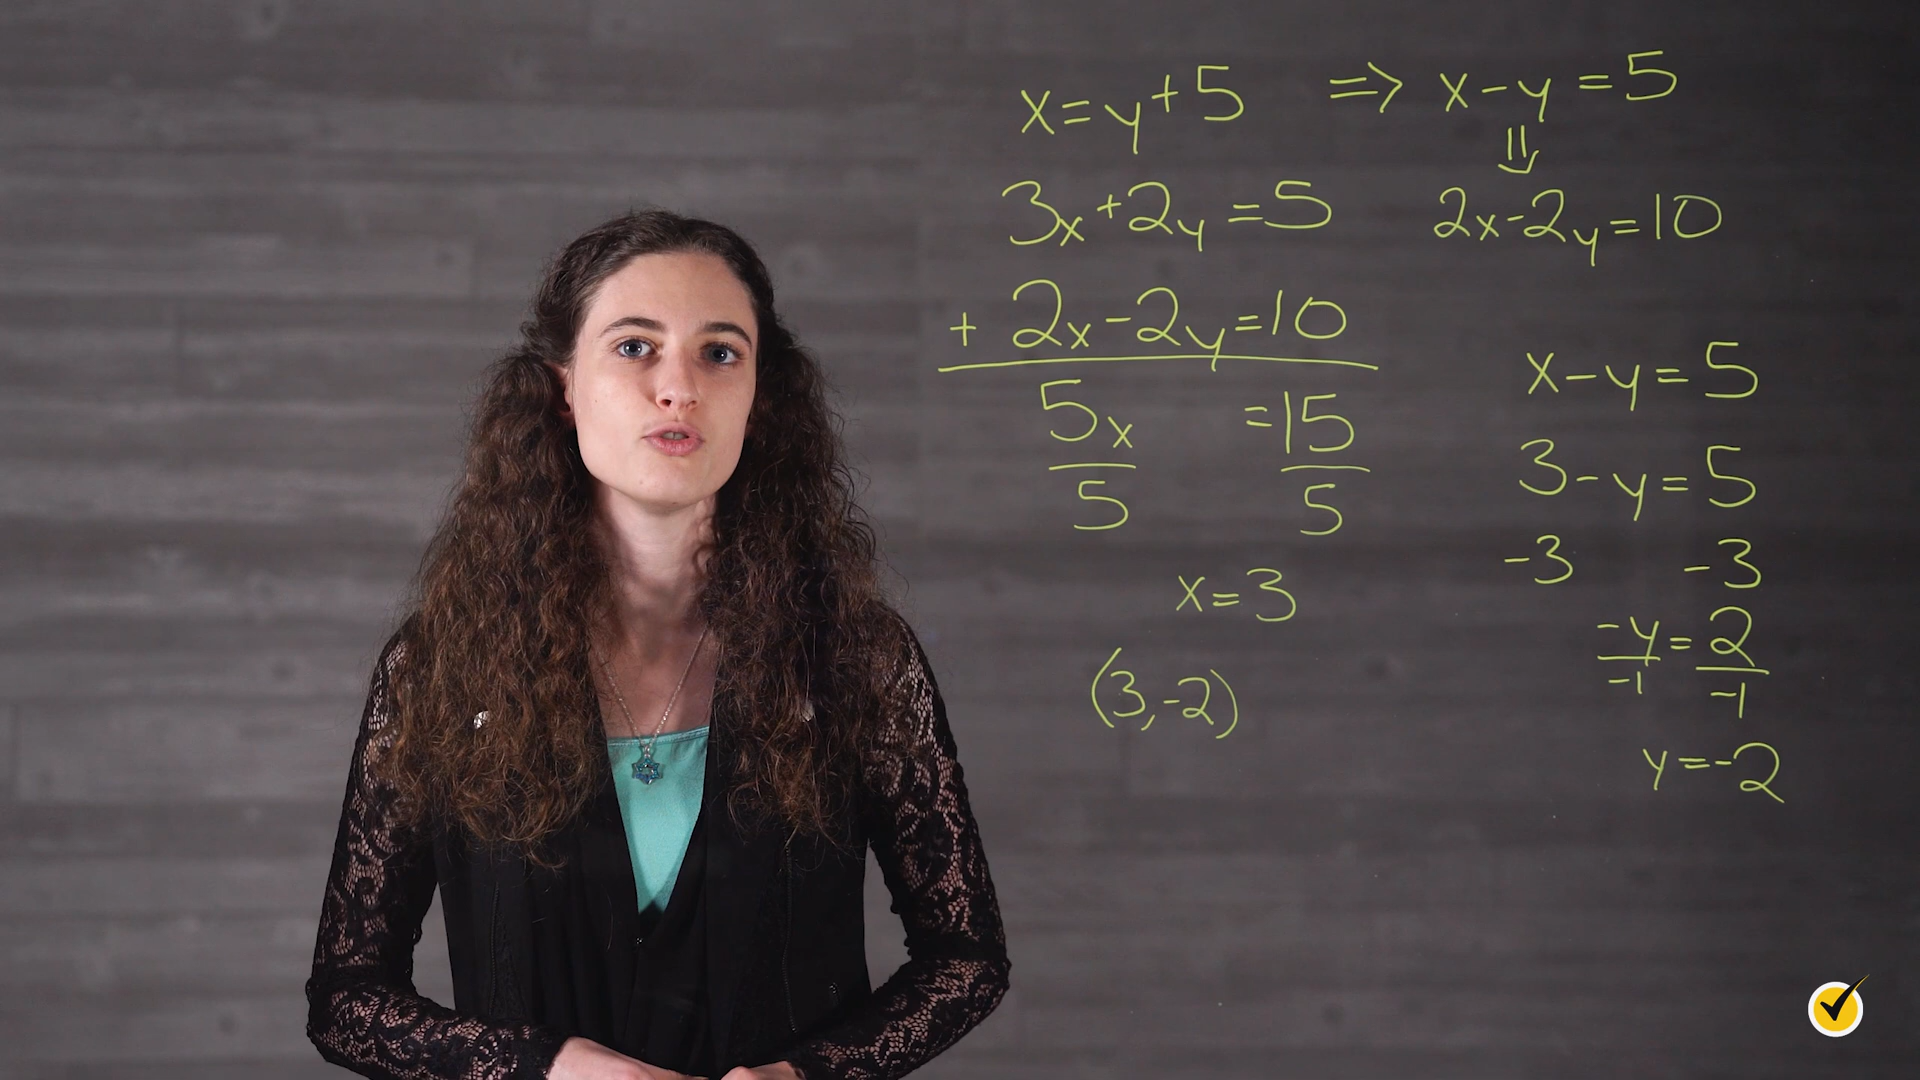 x=y+5 => x-y=5
⇓
3x+2y=5 2x-2y=10
+ 2x-2y=10
5x =15
5 5
x=3
(3,-2)
x-y=5
3-y=5
-3 -3
-y=2
-1 -1
y=-2